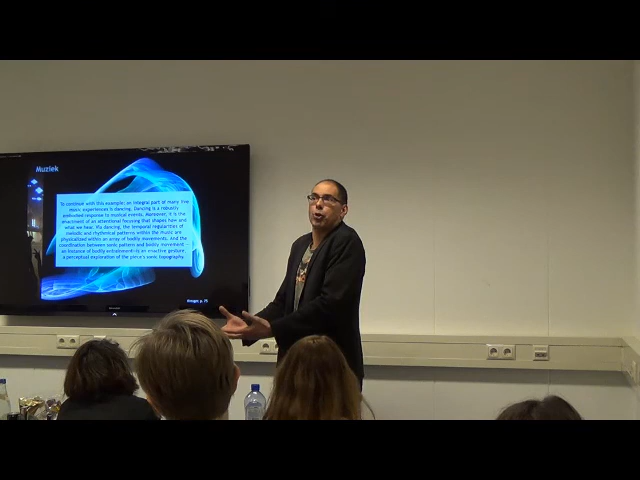 Muziek
To continue with this example: an integral part of many live
music experiences is dancing. Dancing is a robustly
embodied response to musical events. Moreover, it is the
enactment of an attentional focusing that shapes how and
what we hear. Via dancing, the temporal regularities of
melodic and rhythmical patterns within the music are
physicalized within an array of bodily movements. And the
coordination between sonic pattern and bodily movement—
an instance of bodily entrainment—is an enactive gesture
a perceptual exploration of the piece's sonic topography.
Krueger p. 75